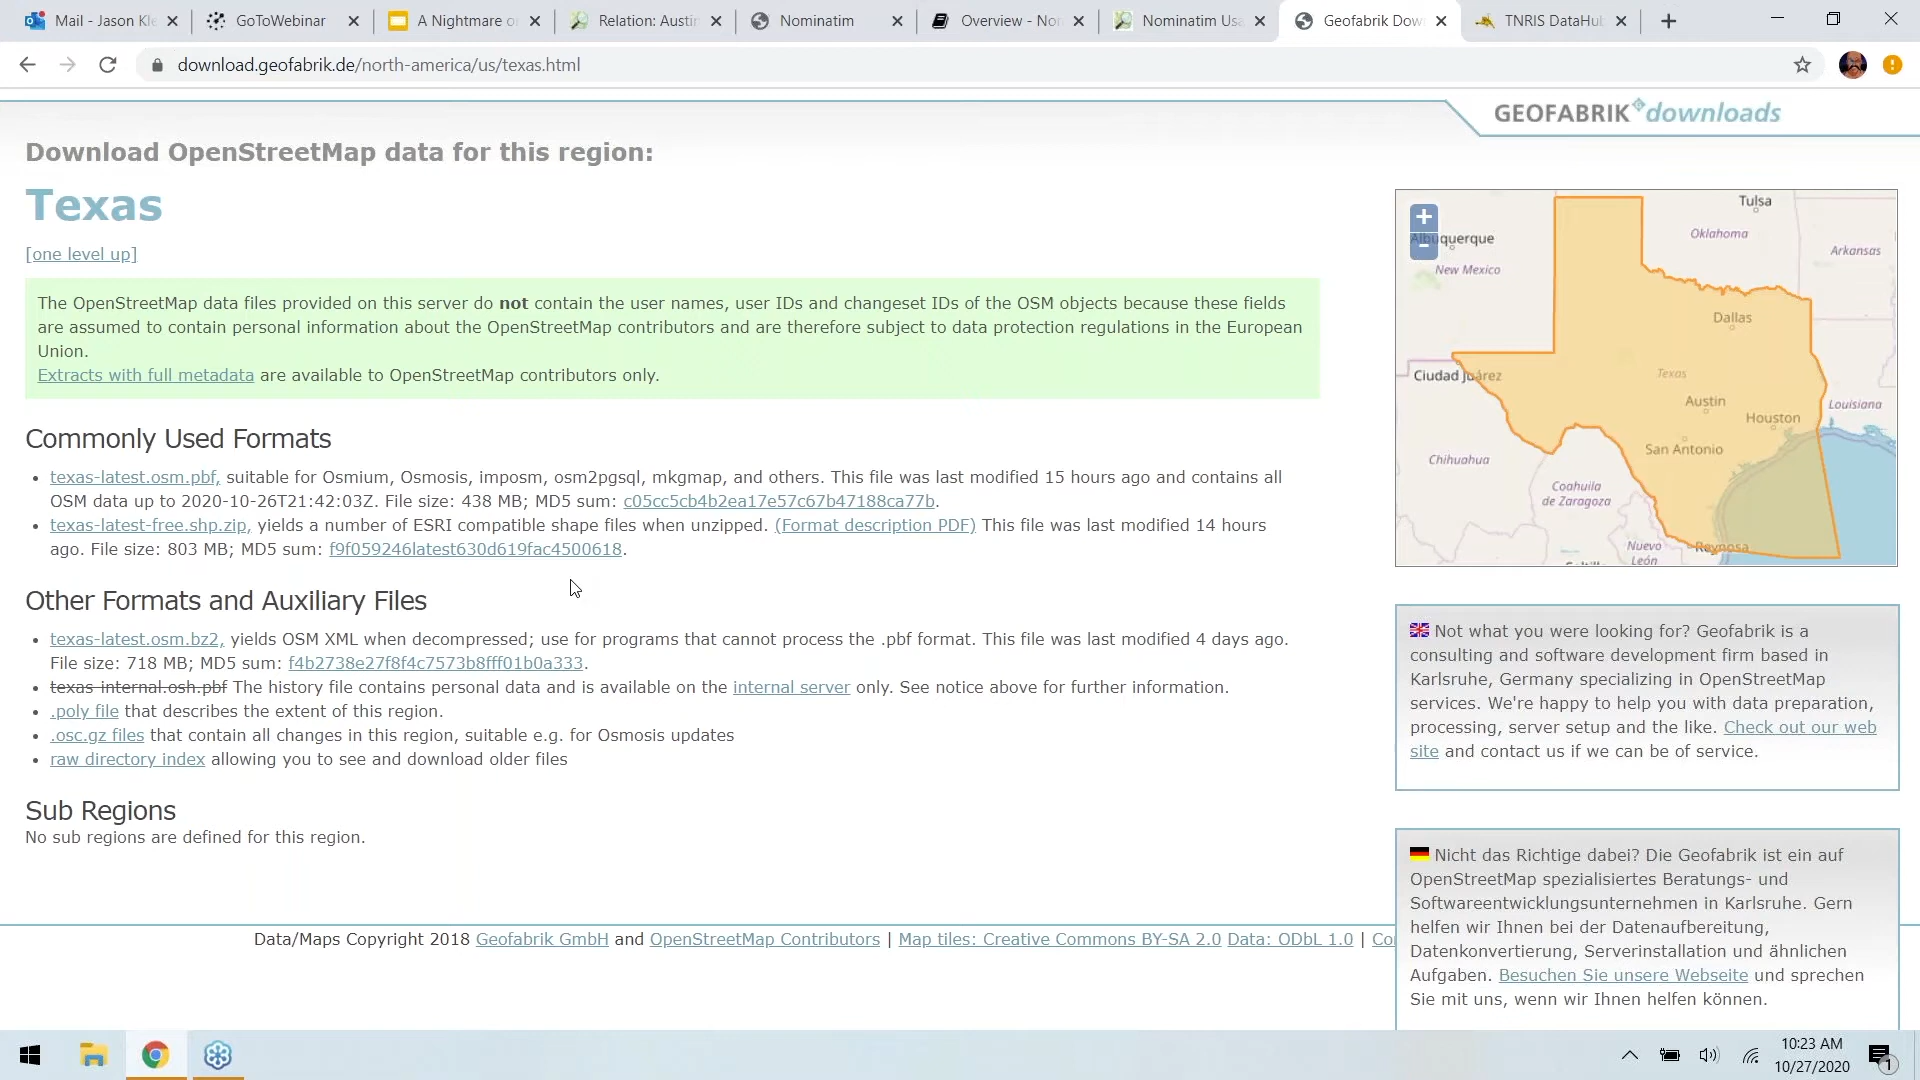 Mail - Jason Kle
GoToWebinar
A Nightmare o
Relation: Austin
Nominatim
Overview - Nom
Nominatim Usa
Geofabrik Dow
TNRIS DataHub
download.geofabrik.de/north-america/us/texas.html
GEOFABRIK downloads
Download OpenStreetMap data for this region:
Texas
[one level up]
The OpenStreetMap data files provided on this server do not contain the user names, user IDs and changeset IDs of the OSM objects because these fields
are assumed to contain personal information about the OpenStreetMap contributors and are therefore subject to data protection regulations in the European
Union.
Extracts with full metadata are available to OpenStreetMap contributors only.
Commonly Used Formats
texas-latest.osm.pbf, suitable for Osmium, Osmosis, imposm, osm2pgsql, mkgmap, and others. This file was last modified 15 hours ago and contains all
OSM data up to 2020-10-26T21:42:03Z. File size: 438 MB; MD5 sum: c05cc5cb4b2ea17e57c67b47188ca77b.
texas-latest-free.shp.zip, yields a number of ESRI compatible shape files when unzipped. (Format description PDF) This file was last modified 14 hours
ago. File size: 803 MB; MD5 sum: f9f059246latest630d619fac4500618.
Other Formats and Auxiliary Files
texas-latest.osm.bz2, yields OSM XML when decompressed; use for programs that cannot process the .pbf format. This file was last modified 4 days ago.
File size: 718 MB; MD5 sum: f4b2738e27f8f4c7573b8fff01b0a333.
texas-internal.osh.pbf The history file contains personal data and is available on the internal server only. See notice above for further information.
.poly file that describes the extent of this region.
.osc.gz files that contain all changes in this region, suitable e.g. for Osmosis updates
raw directory index allowing you to see and download older files
Sub Regions
No sub regions are defined for this region.
+
-
Tulsa
Albuquerque
Oklahoma
Arkansas
New Mexico
Dallas
Ciudad Juárez
Texas
Austin
Louisiana
Houston
San Antonio
Chihuahua
Coahuila
de Zaragoza
Nuevo
León
Reynosa
Not what you were looking for? Geofabrik is a
consulting and software development firm based in
Karlsruhe, Germany specializing in OpenStreetMap
services. We're happy to help you with data preparation,
processing, server setup and the like. Check out our web
site and contact us if we can be of service.
Nicht das Richtige dabei? Die Geofabrik ist ein auf
OpenStreetMap spezialisiertes Beratungs- und
Softwareentwicklungsunternehmen in Karlsruhe. Gern
helfen wir Ihnen bei der Datenaufbereitung,
Datenkonvertierung, Serverinstallation und ähnlichen
Aufgaben. Besuchen Sie unsere Webseite und sprechen
Sie mit uns, wenn wir Ihnen helfen können.
Data/Maps Copyright 2018 Geofabrik GmbH and OpenStreetMap Contributors | Map tiles: Creative Commons BY-SA 2.0 Data: ODbL 1.0 | Co
10:23 AM
10/27/2020
1